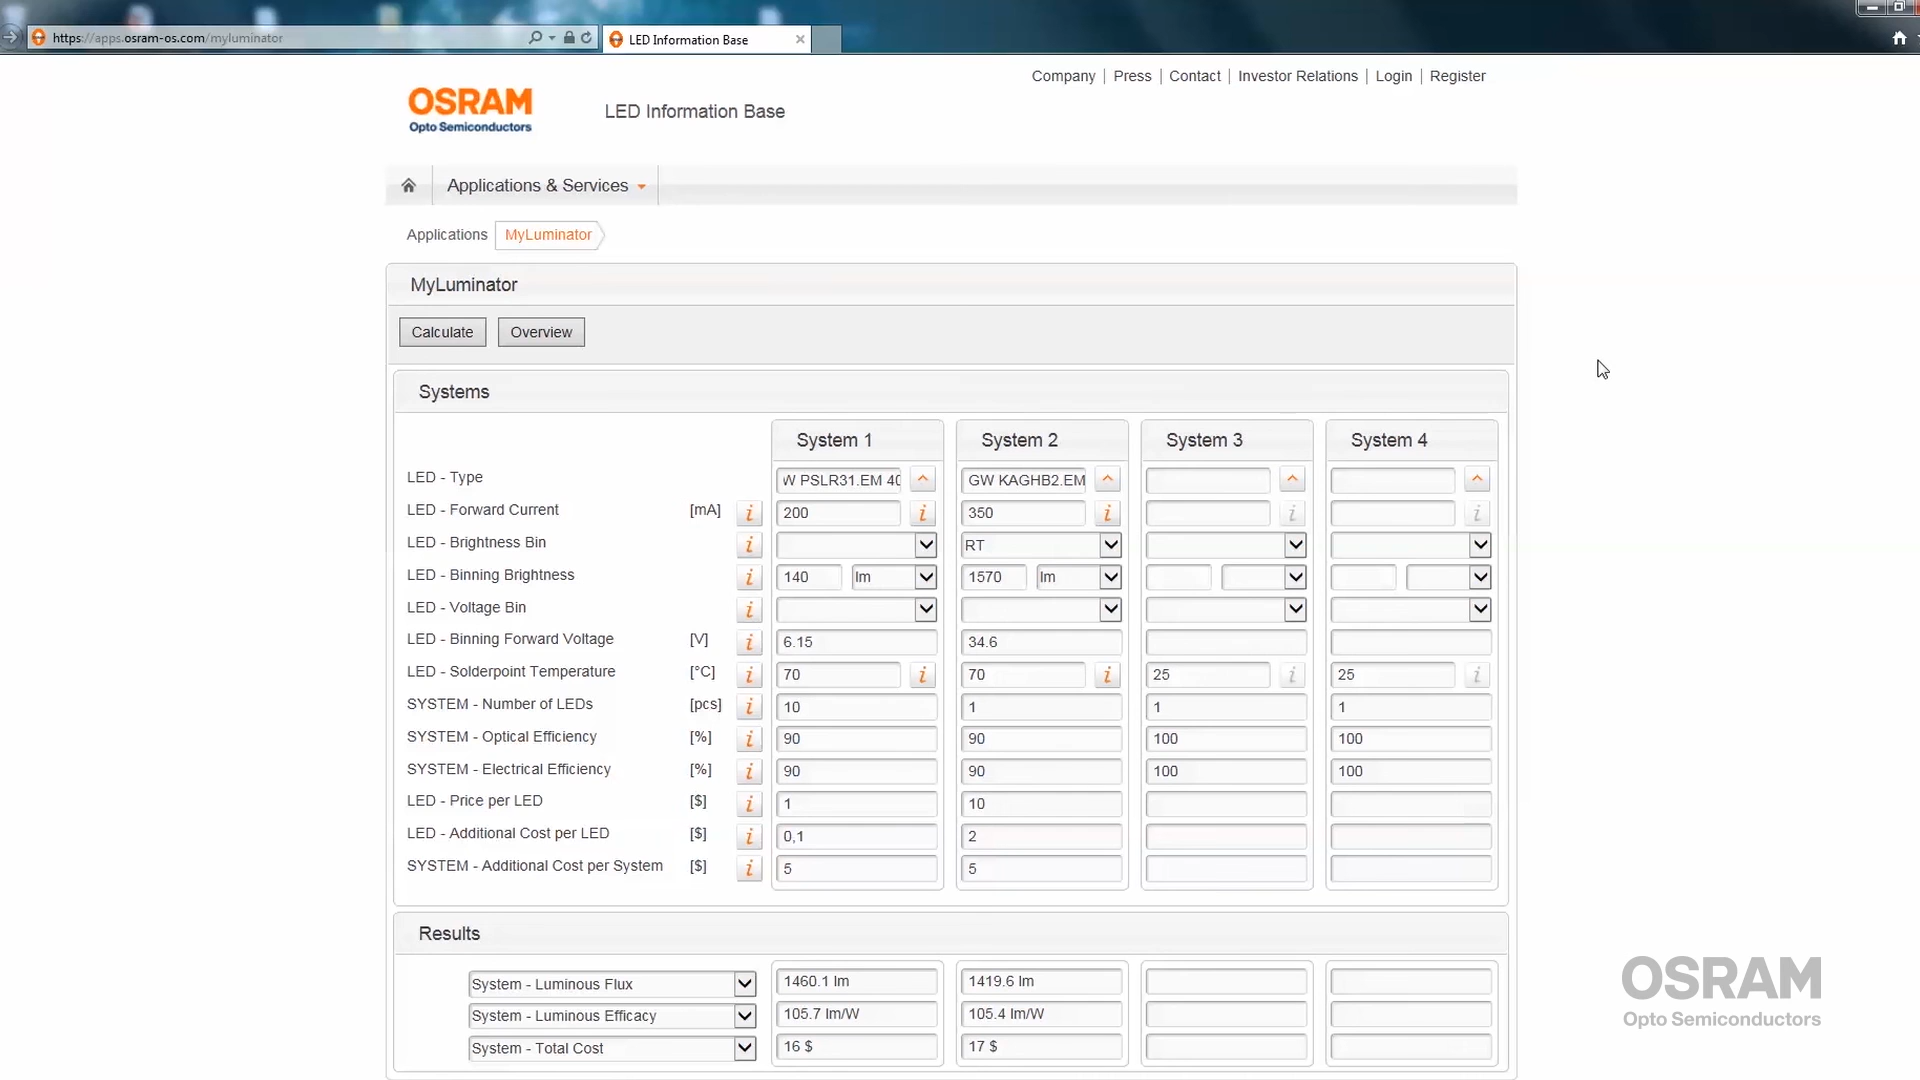 https://apps.osram-os.com/myluminator
LED Information Base
Company | Press | Contact | Investor Relations | Login | Register
OSRAM
Opto Semiconductors
LED Information Base
Applications & Services
Applications MyLuminator
MyLuminator
Calculate Overview
Systems
System 1 System 2 System 3 System 4
LED - Type W PSLR31.EM 40 GW KAGHB2.EM
LED - Forward Current [mA] i 200 i 350 i i i
LED - Brightness Bin i RT
LED - Binning Brightness i 140 lm 1570 lm
LED - Voltage Bin i
LED - Binning Forward Voltage [V] i 6.15 34.6
LED - Solderpoint Temperature [°C] i 70 i 70 i 25 i 25 i
SYSTEM - Number of LEDs [pcs] i 10 1 1 1
SYSTEM - Optical Efficiency [%] i 90 90 100 100
SYSTEM - Electrical Efficiency [%] i 90 90 100 100
LED - Price per LED [$] i 1 10
LED - Additional Cost per LED [$] i 0,1 2
SYSTEM - Additional Cost per System [$] i 5 5
Results
System - Luminous Flux 1460.1 lm 1419.6 lm
System - Luminous Efficacy 105.7 lm/W 105.4 lm/W
System - Total Cost 16 $ 17 $
OSRAM
Opto Semiconductors